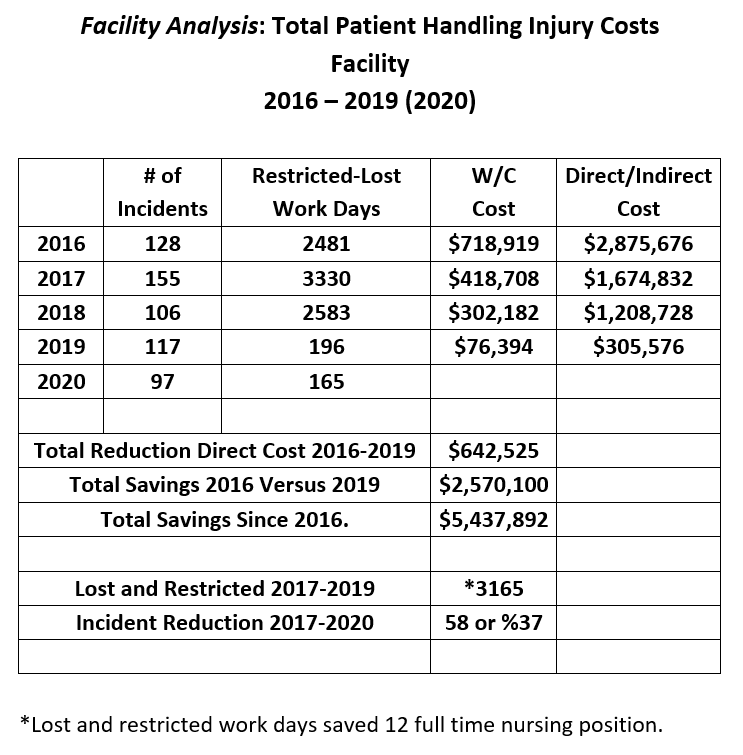 Facility Analysis: Total Patient Handling Injury Costs
Facility
2016 – 2019 (2020)
# of Incidents Restricted-Lost Work Days W/C Cost Direct/Indirect Cost
2016 128 2481 $718,919 $2,875,676
2017 155 3330 $418,708 $1,674,832
2018 106 2583 $302,182 $1,208,728
2019 117 196 $76,394 $305,576
2020 97 165
Total Reduction Direct Cost 2016-2019 $642,525
Total Savings 2016 Versus 2019 $2,570,100
Total Savings Since 2016. $5,437,892
Lost and Restricted 2017-2019 *3165
Incident Reduction 2017-2020 58 or %37
*Lost and restricted work days saved 12 full time nursing position.